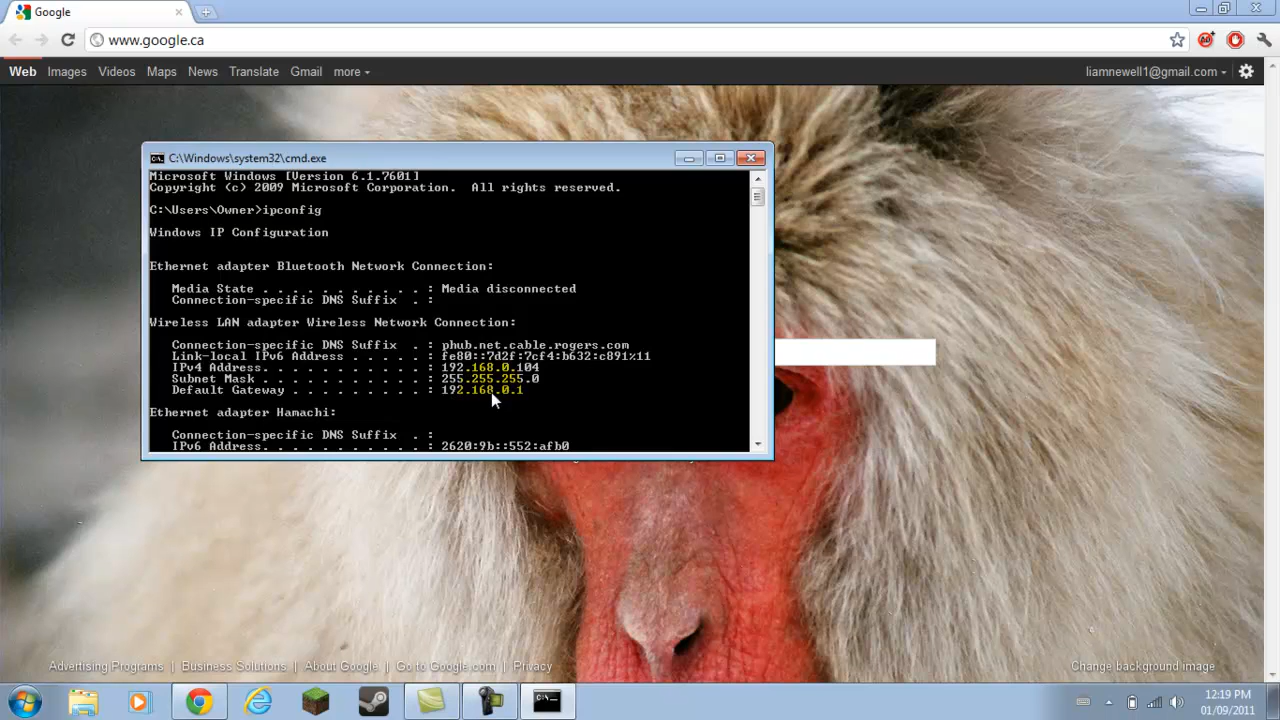 Google
www.google.ca
Web Images Videos Maps News Translate Gmail more
liamnewell1@gmail.com
C:\Windows\system32\cmd.exe
Microsoft Windows [Version 6.1.7601]
Copyright (c) 2009 Microsoft Corporation. All rights reserved.
C:\Users\Owner>ipconfig
Windows IP Configuration
Ethernet adapter Bluetooth Network Connection:
Media State . . . . . . . . . . . : Media disconnected
Connection-specific DNS Suffix . :
Wireless LAN adapter Wireless Network Connection:
Connection-specific DNS Suffix . : phub.net.cable.rogers.com
Link-local IPv6 Address . . . . . : fe80::7d2f:7cf4:b632:c891%11
IPv4 Address. . . . . . . . . . . : 192.168.0.104
Subnet Mask . . . . . . . . . . . : 255.255.255.0
Default Gateway . . . . . . . . . : 192.168.0.1
Ethernet adapter Hamachi:
Connection-specific DNS Suffix . :
IPv6 Address. . . . . . . . . . . : 2620:9b::552:afb0
Advertising Programs | Business Solutions | About Google | Go to Google.com | Privacy
Change background image
12:19 PM
01/09/2011